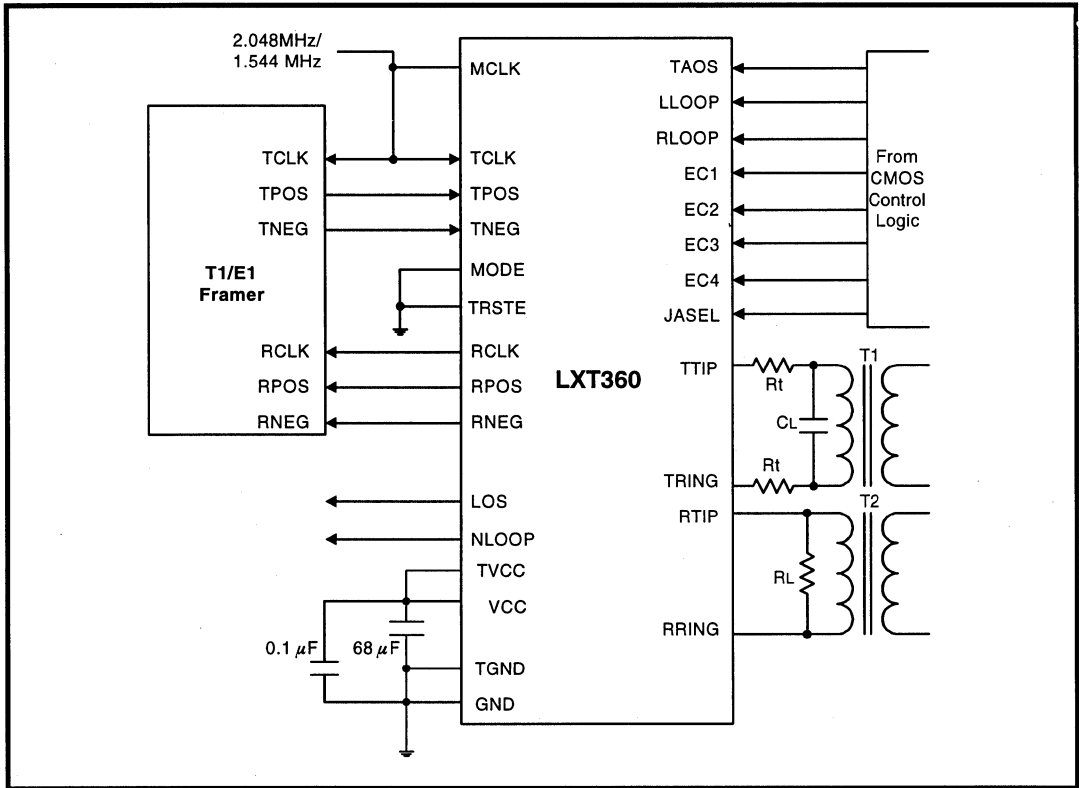 2.048MHz/
1.544 MHz
T1/E1
Framer
TCLK
TPOS
TNEG
RCLK
RPOS
RNEG
LXT360
MCLK
TCLK
TPOS
TNEG
MODE
TRSTE
RCLK
RPOS
RNEG
LOS
NLOOP
TVCC
VCC
TGND
GND
0.1 μF
68 μF
TAOS
LLOOP
RLOOP
EC1
EC2
EC3
EC4
JASEL
TTIP
TRING
RTIP
RRING
From
CMOS
Control
Logic
Rt
CL
Rt
T1
T2
RL